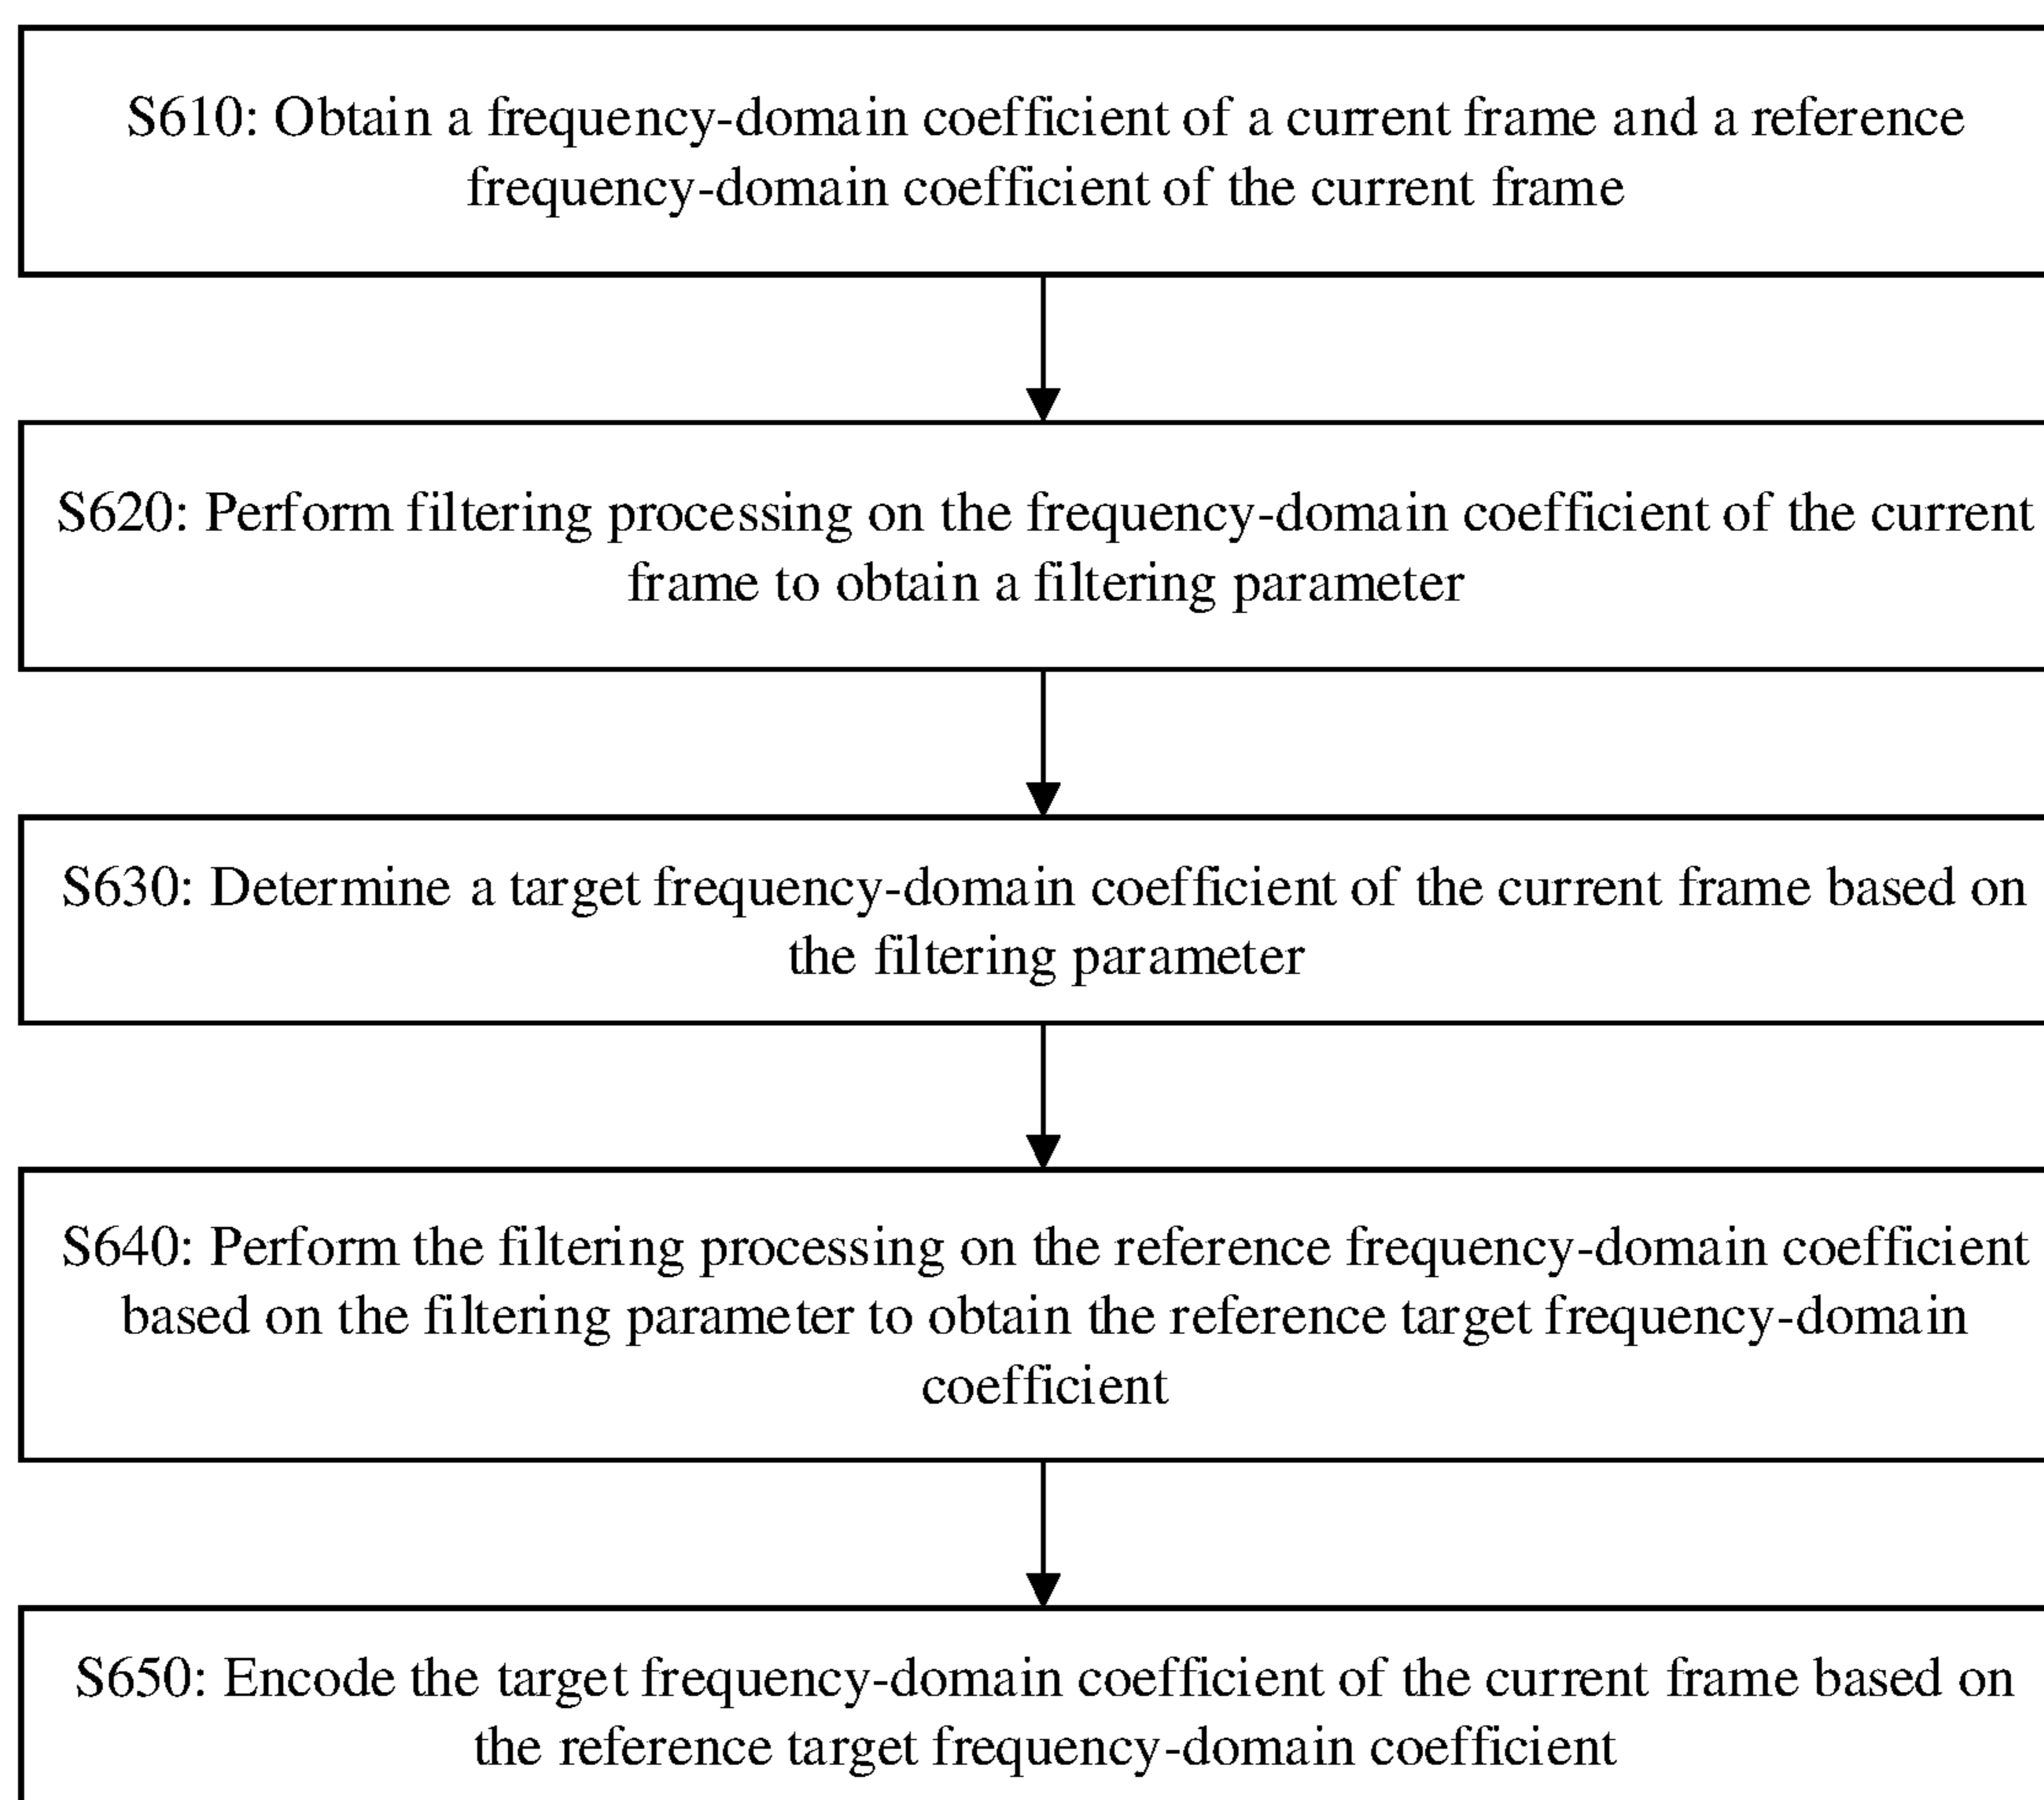 S610: Obtain a frequency-domain coefficient of a current frame and a reference
frequency-domain coefficient of the current frame
S620: Perform filtering processing on the frequency-domain coefficient of the current
frame to obtain a filtering parameter
S630: Determine a target frequency-domain coefficient of the current frame based on
the filtering parameter
S640: Perform the filtering processing on the reference frequency-domain coefficient
based on the filtering parameter to obtain the reference target frequency-domain
coefficient
S650: Encode the target frequency-domain coefficient of the current frame based on
the reference target frequency-domain coefficient